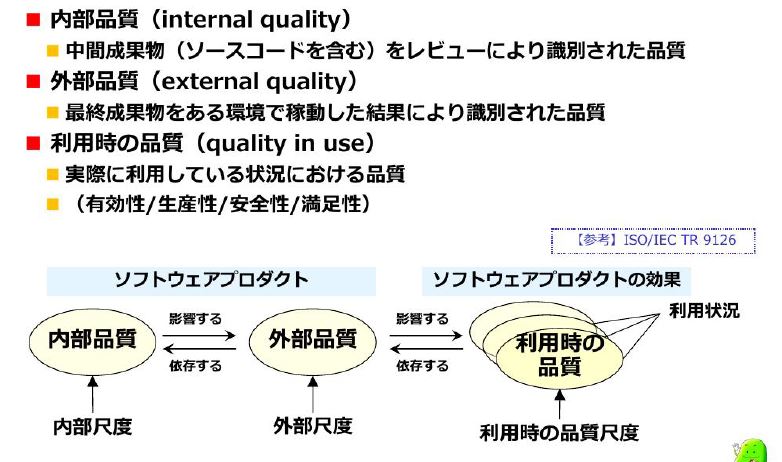 内部品質（internal quality）
中間成果物（ソースコードを含む）をレビューにより識別された品質
外部品質（external quality）
最終成果物をある環境で稼動した結果により識別された品質
利用時の品質（quality in use）
実際に利用している状況における品質
（有効性/生産性/安全性/満足性）
【参考】ISO/IEC TR 9126
ソフトウェアプロダクト
ソフトウェアプロダクトの効果
内部品質
影響する
依存する
外部品質
影響する
依存する
利用時の
品質
利用状況
内部尺度
外部尺度
利用時の品質尺度